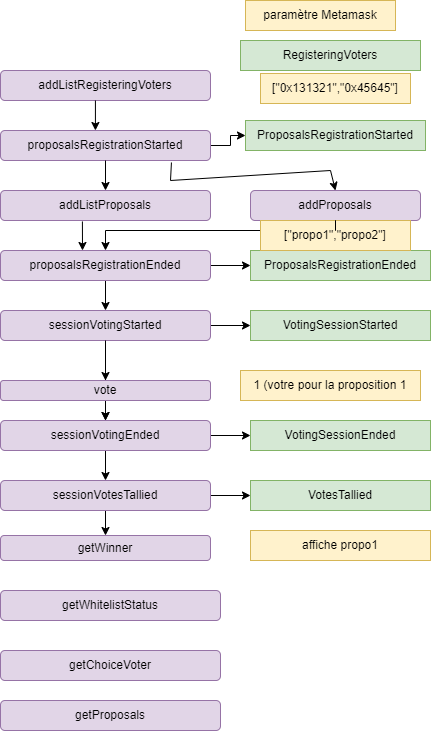 paramètre Metamask
RegisteringVoters
addListRegisteringVoters
["0x131321","0x45645"]
proposalsRegistrationStarted
ProposalsRegistrationStarted
addListProposals
addProposals
["propo1","propo2"]
proposalsRegistrationEnded
ProposalsRegistrationEnded
sessionVotingStarted
VotingSessionStarted
vote
1 (votre pour la proposition 1
sessionVotingEnded
VotingSessionEnded
sessionVotesTallied
VotesTallied
getWinner
affiche propo1
getWhitelistStatus
getChoiceVoter
getProposals